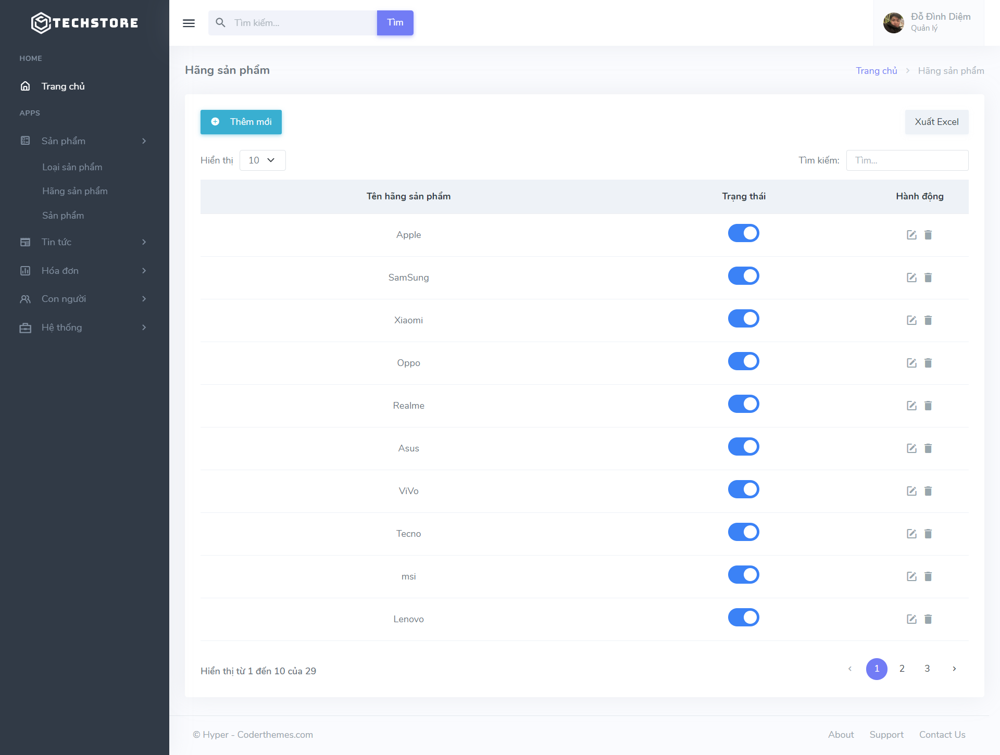 TECHSTORE
Tìm kiếm...
Tìm
Đỗ Đình Diệm
Quản lý
HOME
Trang chủ
APPS
Sản phẩm
Loại sản phẩm
Hãng sản phẩm
Sản phẩm
Tin tức
Hóa đơn
Con người
Hệ thống
Hãng sản phẩm
Trang chủ > Hãng sản phẩm
Thêm mới
Xuất Excel
Hiển thị 10
Tìm kiếm: Tìm...
Tên hãng sản phẩm Trạng thái Hành động
Apple
SamSung
Xiaomi
Oppo
Realme
Asus
ViVo
Tecno
msi
Lenovo
Hiển thị từ 1 đến 10 của 29
‹ 1 2 3 ›
© Hyper - Coderthemes.com
About Support Contact Us